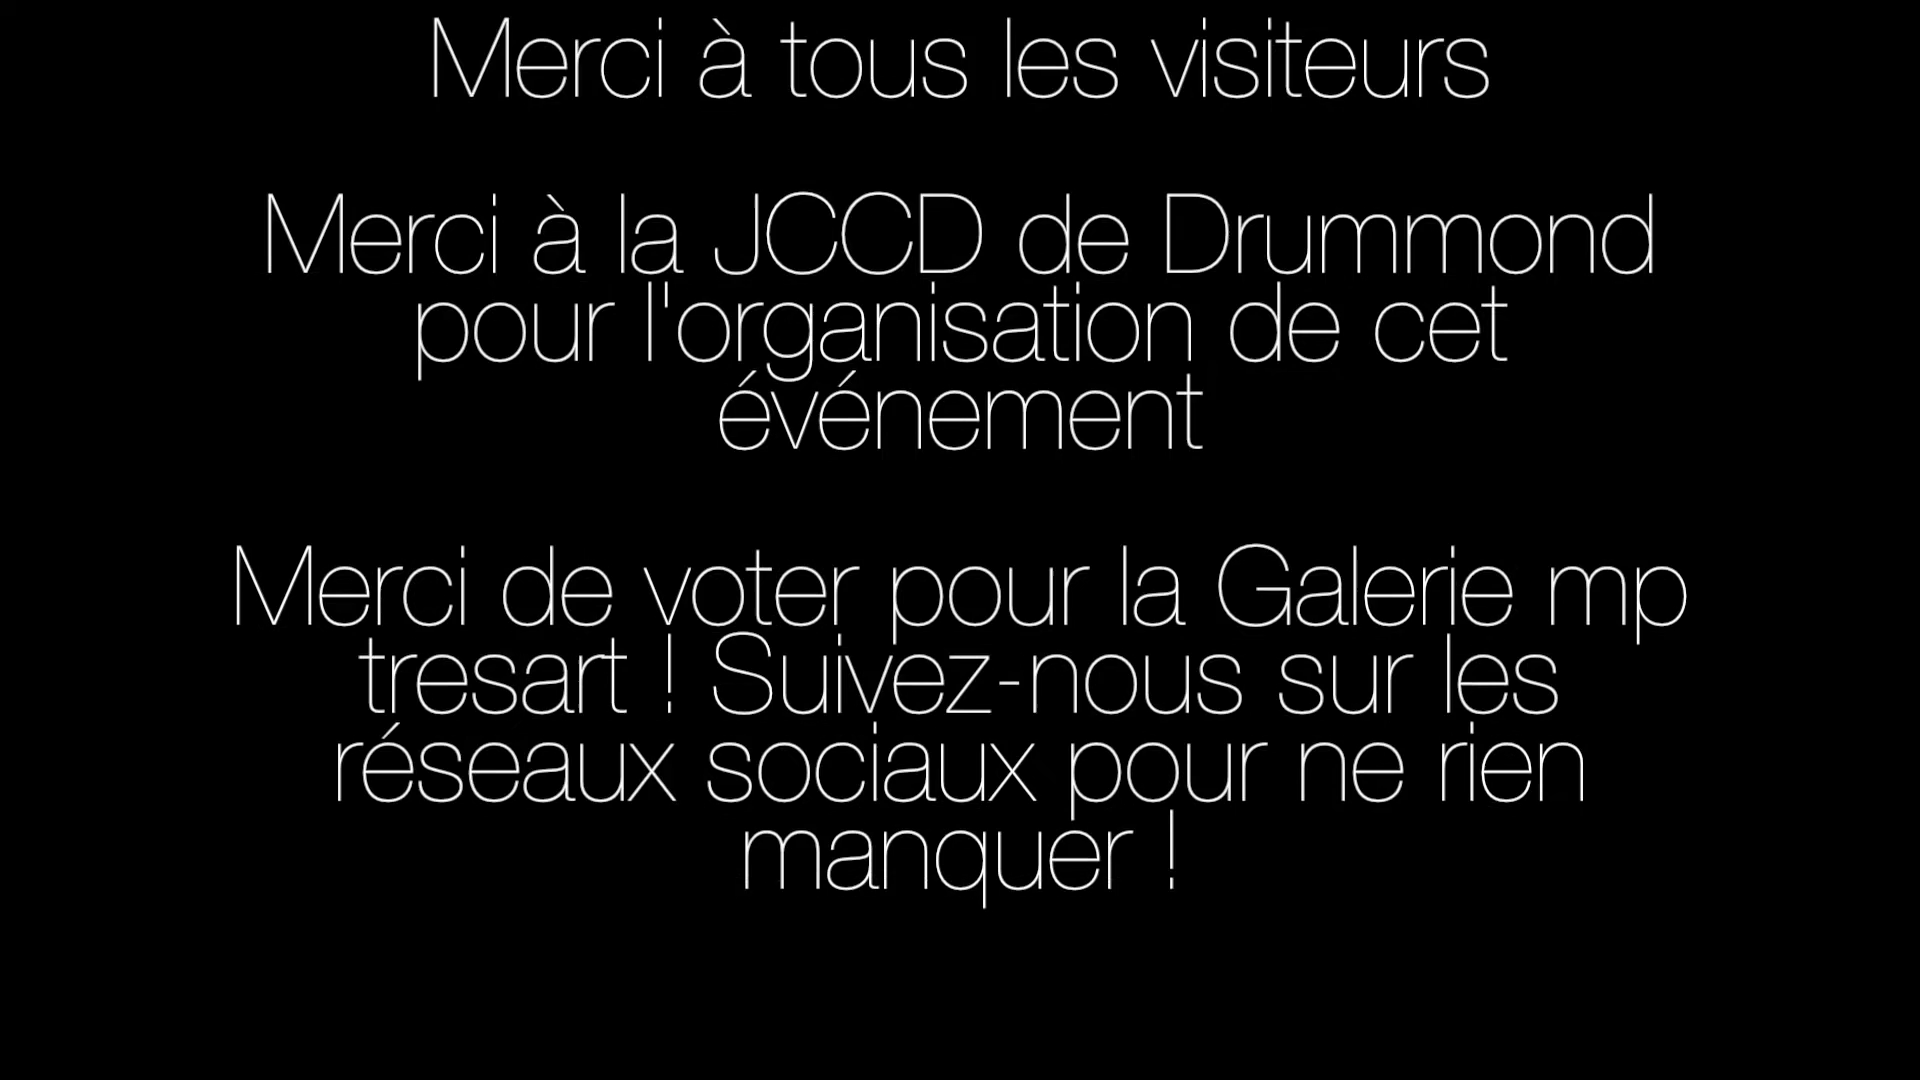 Merci à tous les visiteurs
Merci à la JCCD de Drummond
pour l'organisation de cet
événement
Merci de voter pour la Galerie mp
tresart ! Suivez-nous sur les
réseaux sociaux pour ne rien
manquer !